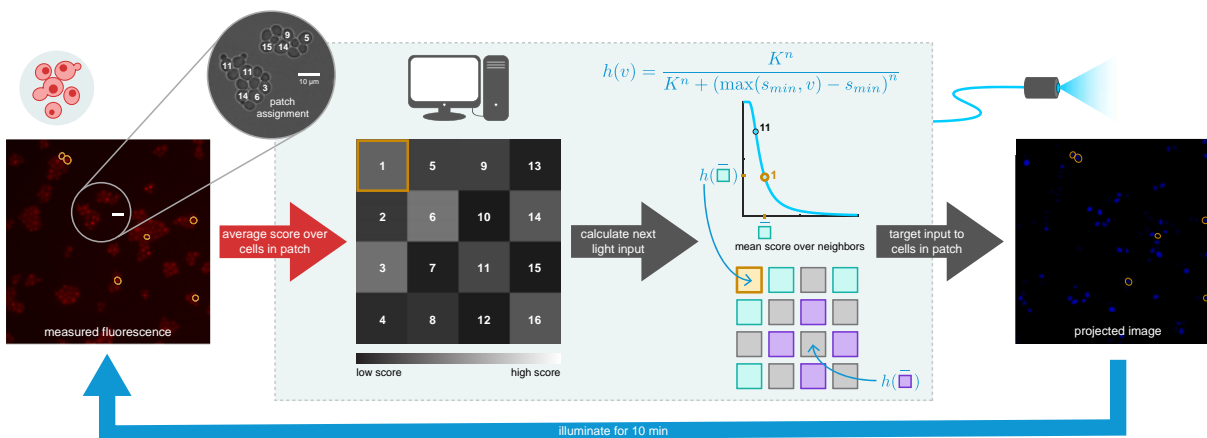 9
5
15
14
11
11
3
14
6
10 µm
patch
assignment
h(v) = K^n / (K^n + (max(s_min, v) − s_min)^n)
measured fluorescence
average score over
cells in patch
1
5
9
13
2
6
10
14
3
7
11
15
4
8
12
16
low score
high score
calculate next
light input
11
1
h( )
mean score over neighbors
h( )
target input to
cells in patch
projected image
illuminate for 10 min